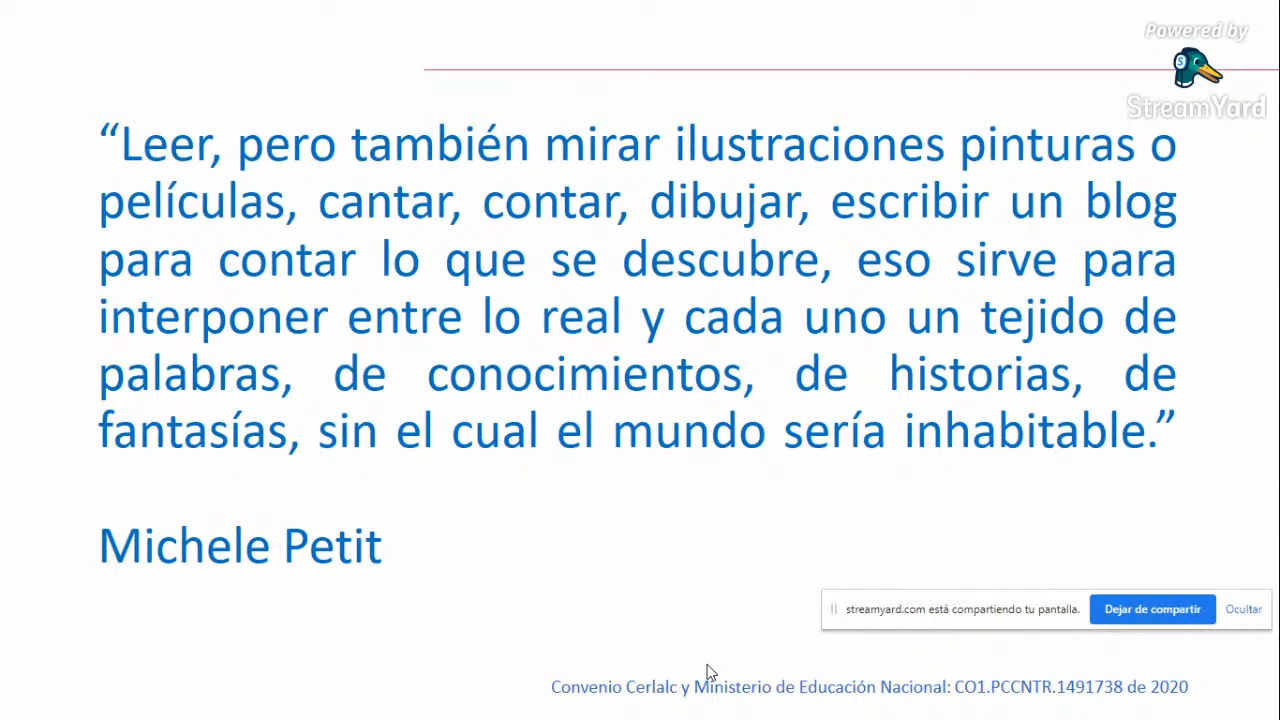 Powered by
StreamYard
“Leer, pero también mirar ilustraciones pinturas o
películas, cantar, contar, dibujar, escribir un blog
para contar lo que se descubre, eso sirve para
interponer entre lo real y cada uno un tejido de
palabras, de conocimientos, de historias, de
fantasías, sin el cual el mundo sería inhabitable.”
Michele Petit
streamyard.com está compartiendo tu pantalla. Dejar de compartir Ocultar
Convenio Cerlalc y Ministerio de Educación Nacional: CO1.PCCNTR.1491738 de 2020